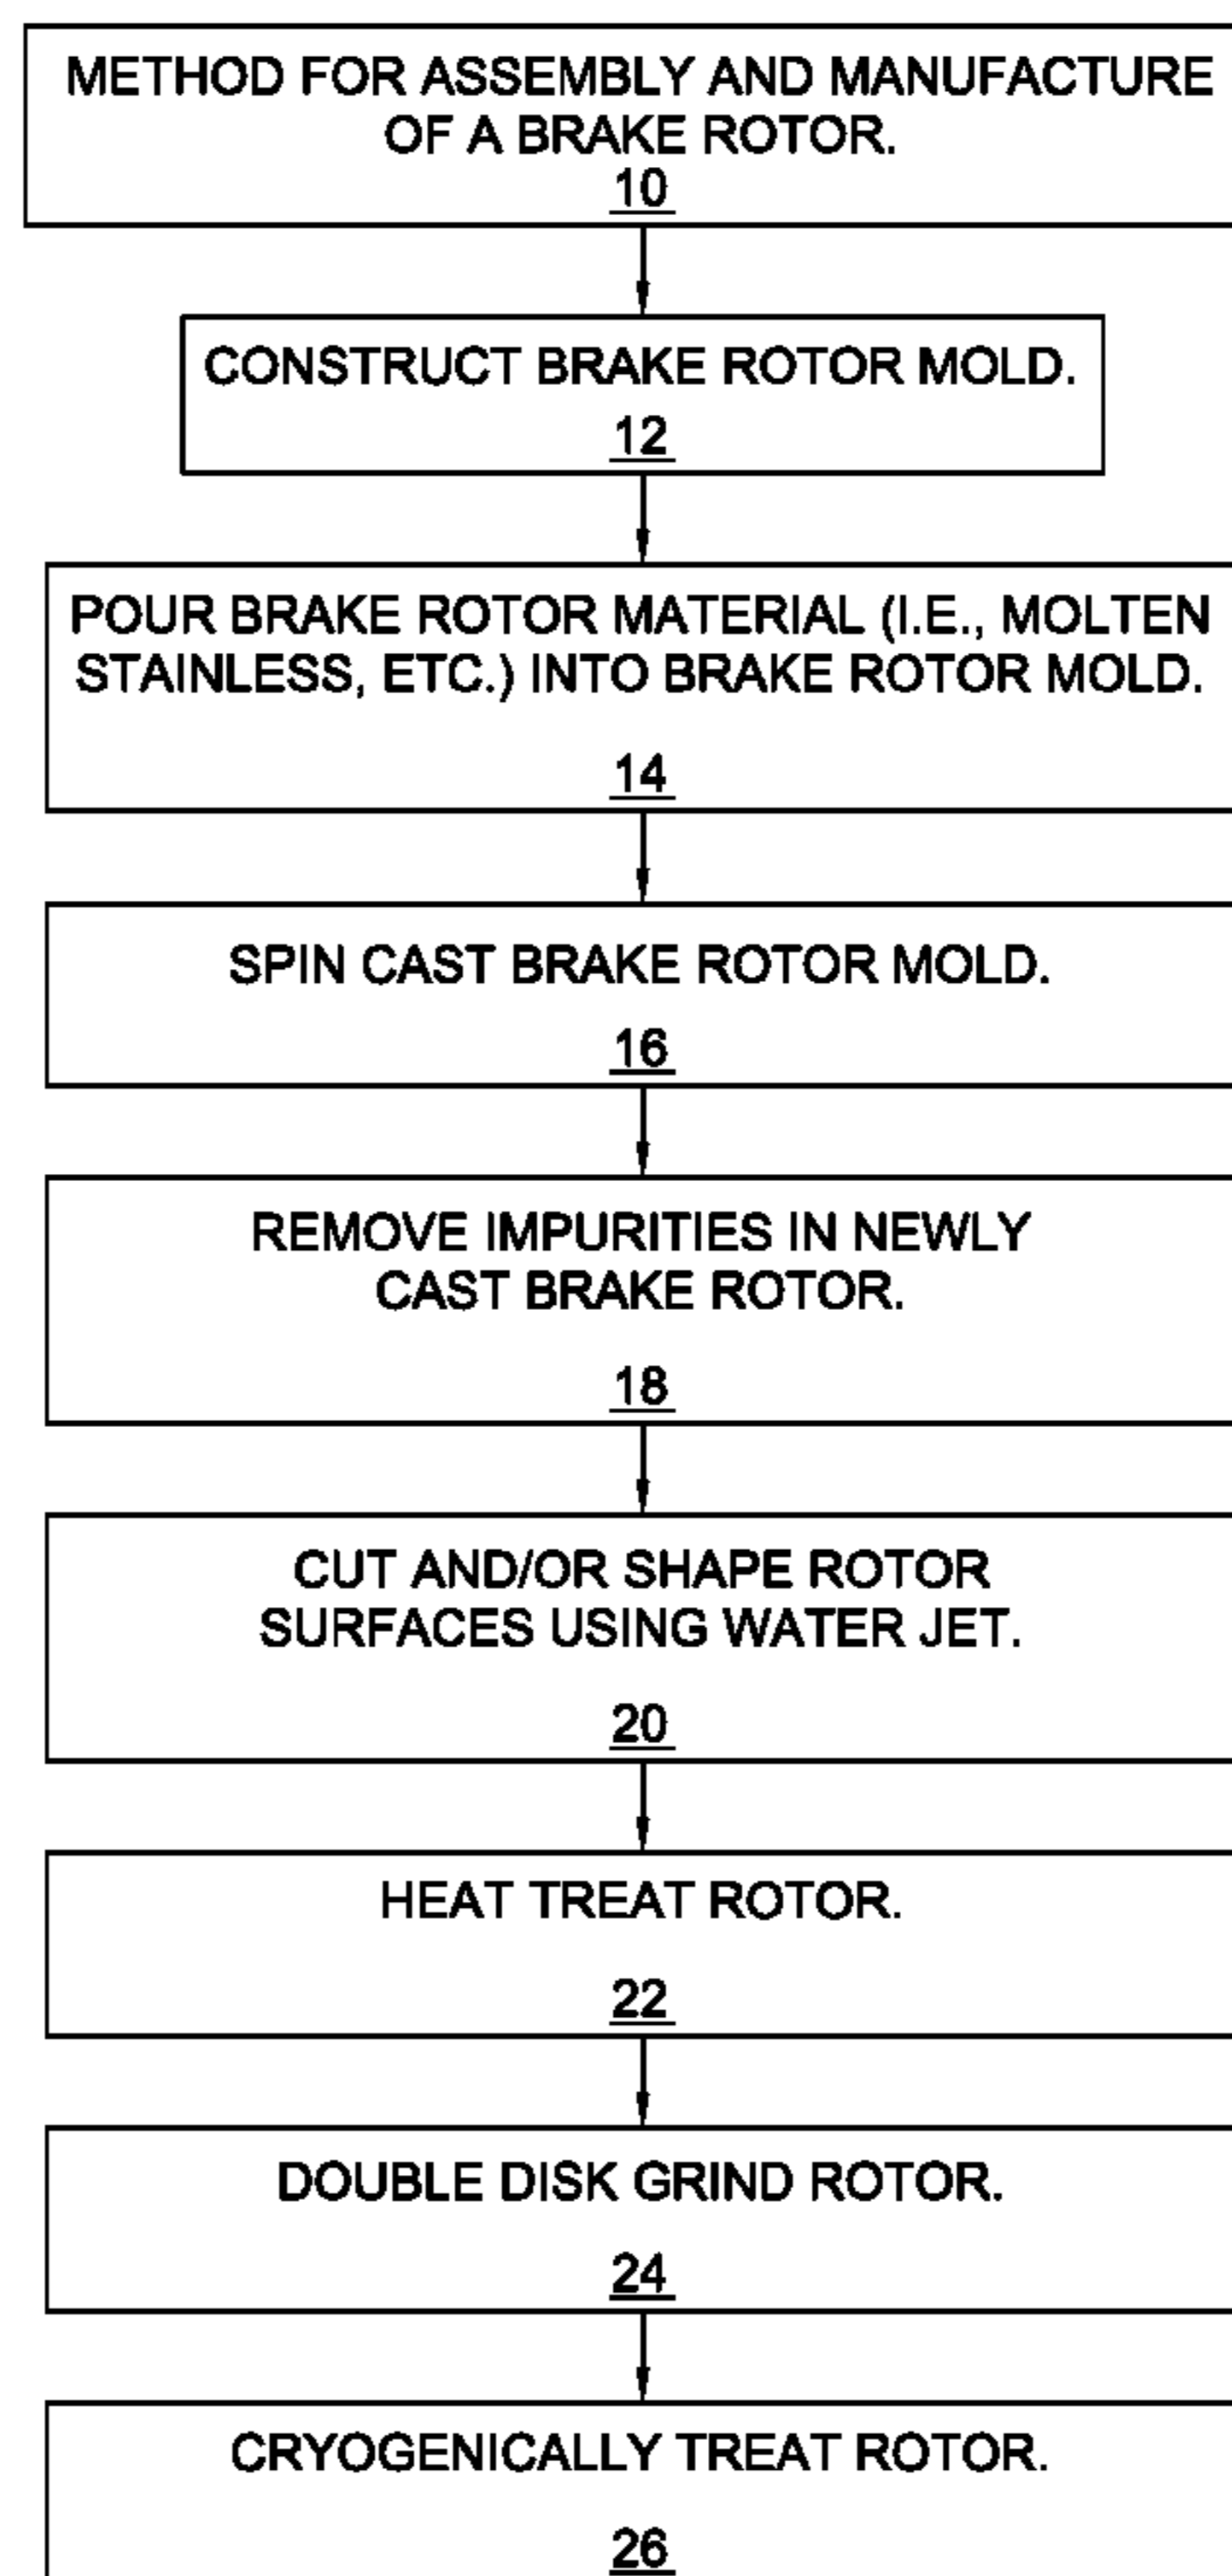 METHOD FOR ASSEMBLY AND MANUFACTURE
OF A BRAKE ROTOR.
10
CONSTRUCT BRAKE ROTOR MOLD.
12
POUR BRAKE ROTOR MATERIAL (I.E., MOLTEN
STAINLESS, ETC.) INTO BRAKE ROTOR MOLD.
14
SPIN CAST BRAKE ROTOR MOLD.
16
REMOVE IMPURITIES IN NEWLY
CAST BRAKE ROTOR.
18
CUT AND/OR SHAPE ROTOR
SURFACES USING WATER JET.
20
HEAT TREAT ROTOR.
22
DOUBLE DISK GRIND ROTOR.
24
CRYOGENICALLY TREAT ROTOR.
26